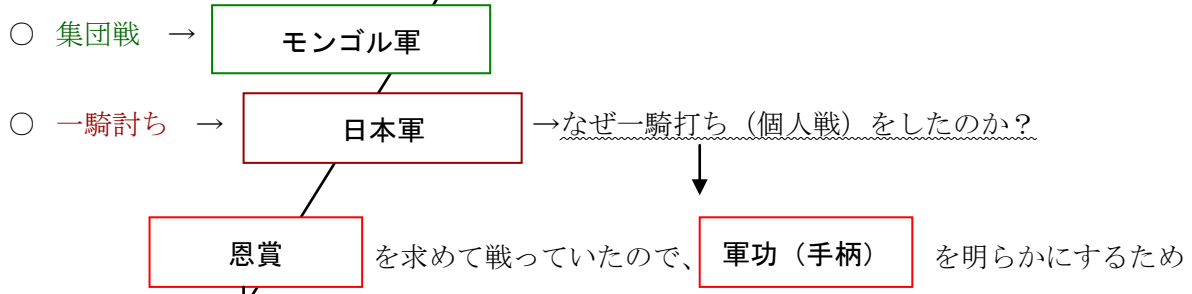 ○ 集団戦 → モンゴル軍
○ 一騎討ち → 日本軍 →なぜ一騎打ち（個人戦）をしたのか？
恩賞 を求めて戦っていたので、 軍功（手柄） を明らかにするため